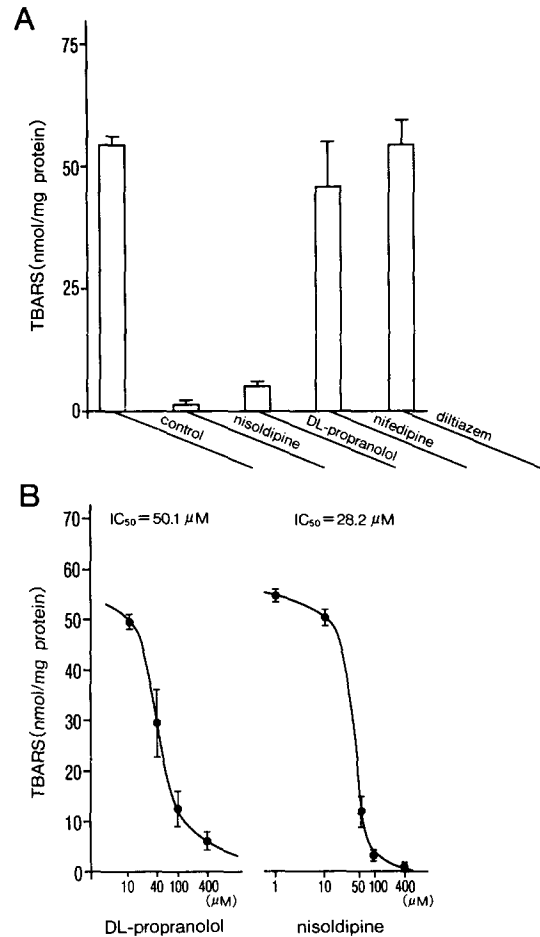 A
TBARS(nmol/mg protein)
75
50
25
0
control
nisoldipine
DL-propranolol
nifedipine
diltiazem
B
TBARS(nmol/mg protein)
70
60
50
40
30
20
10
0
IC₅₀=50.1 μM
10 40 100 400
(μM)
DL-propranolol
IC₅₀=28.2 μM
1 10 50 100 400
(μM)
nisoldipine